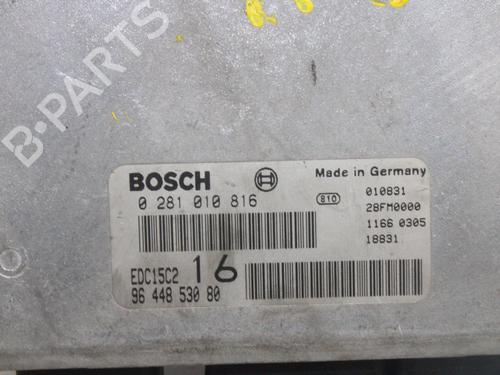 B-PARTS
BOSCH
Made in Germany
0 281 010 816
810
010831
28FM0000
1166 0305
18831
EDC15C2
16
96 448 530 80